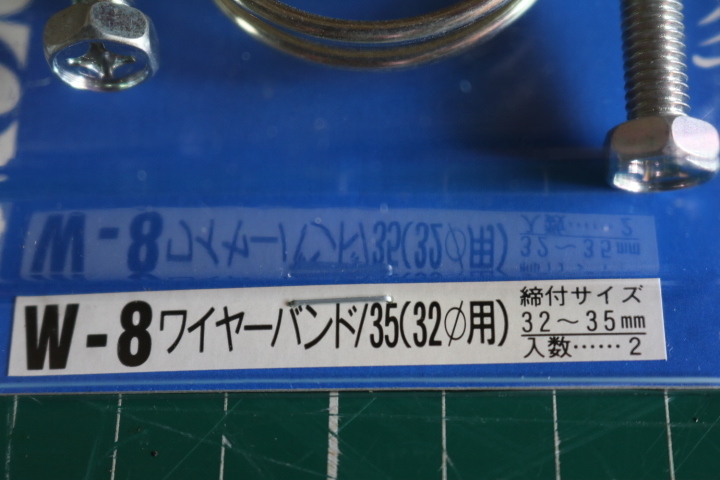 W-8 ワイヤーバンド/35(32∅用)
締付サイズ
32～35mm
入数……2